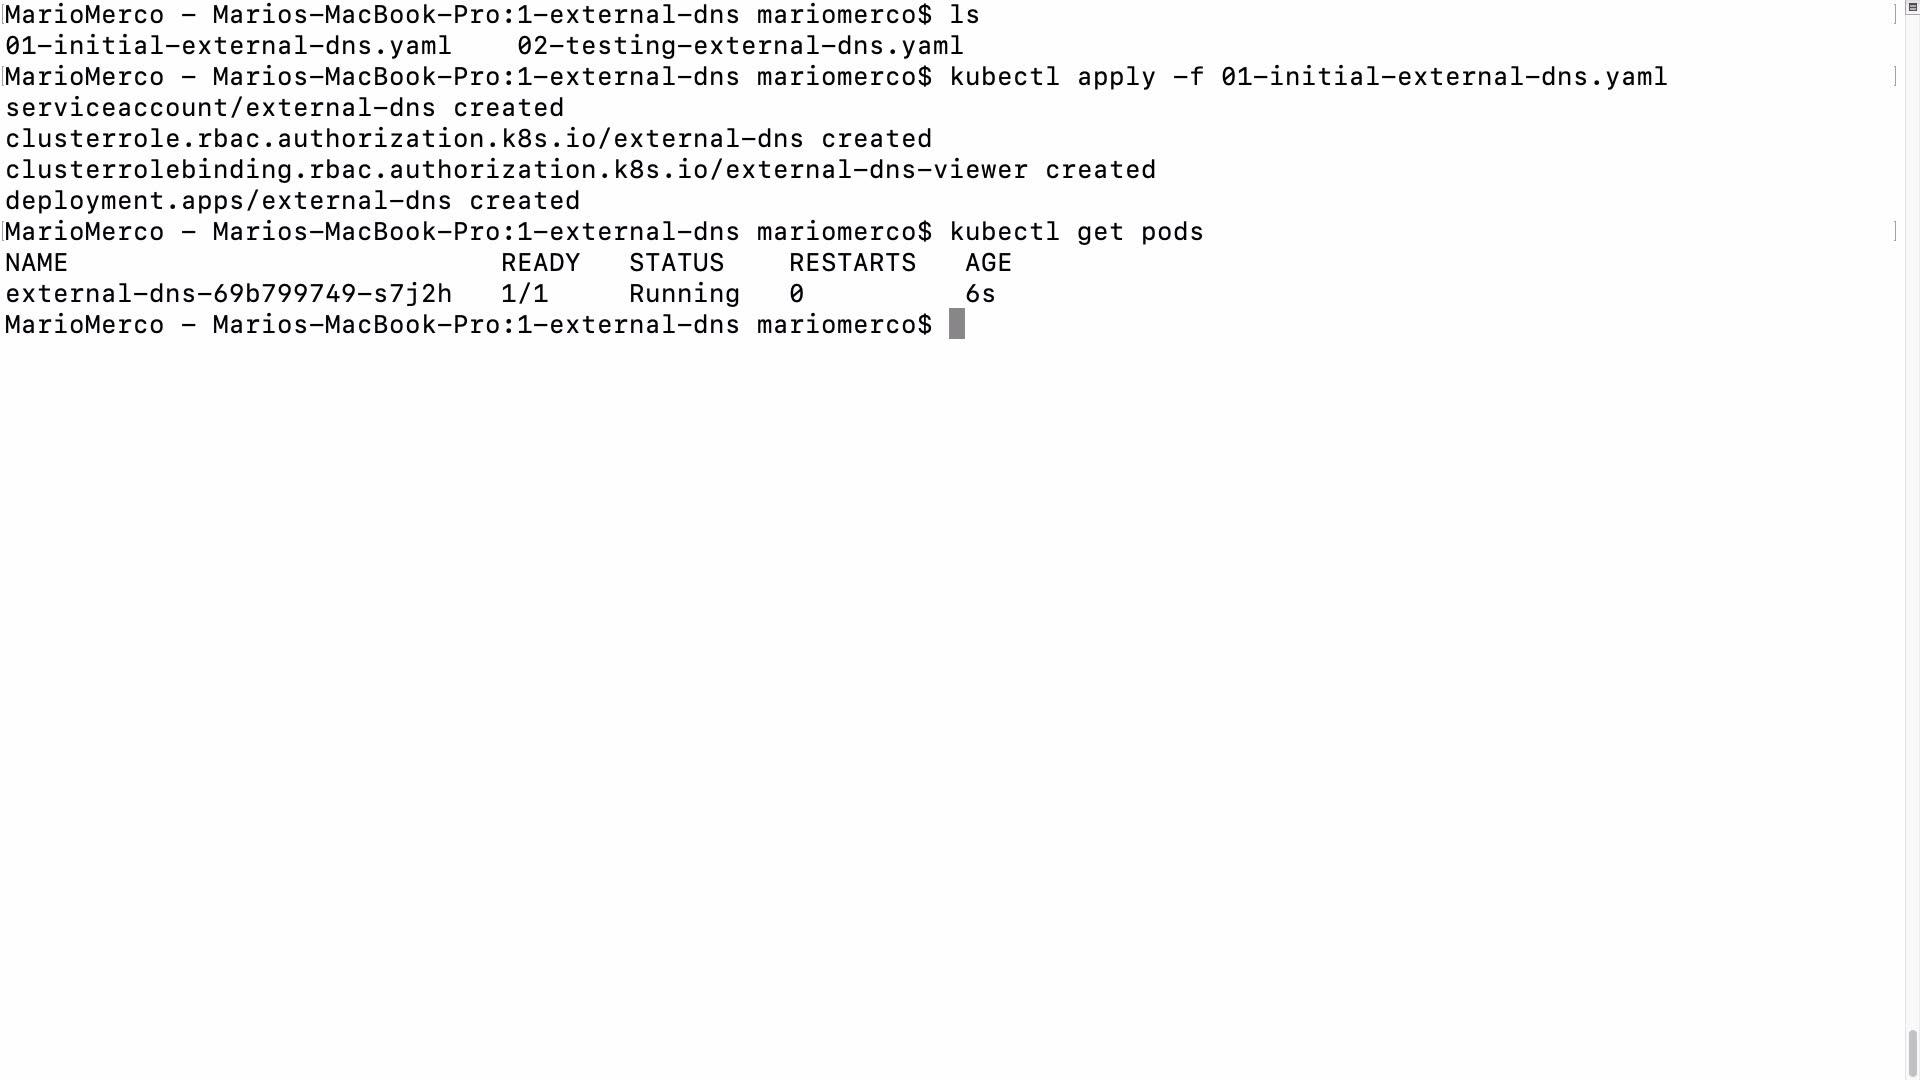 MarioMerco - Marios-MacBook-Pro:1-external-dns mariomerco$ ls
01-initial-external-dns.yaml    02-testing-external-dns.yaml
MarioMerco - Marios-MacBook-Pro:1-external-dns mariomerco$ kubectl apply -f 01-initial-external-dns.yaml
serviceaccount/external-dns created
clusterrole.rbac.authorization.k8s.io/external-dns created
clusterrolebinding.rbac.authorization.k8s.io/external-dns-viewer created
deployment.apps/external-dns created
MarioMerco - Marios-MacBook-Pro:1-external-dns mariomerco$ kubectl get pods
NAME                           READY   STATUS    RESTARTS   AGE
external-dns-69b799749-s7j2h   1/1     Running   0          6s
MarioMerco - Marios-MacBook-Pro:1-external-dns mariomerco$